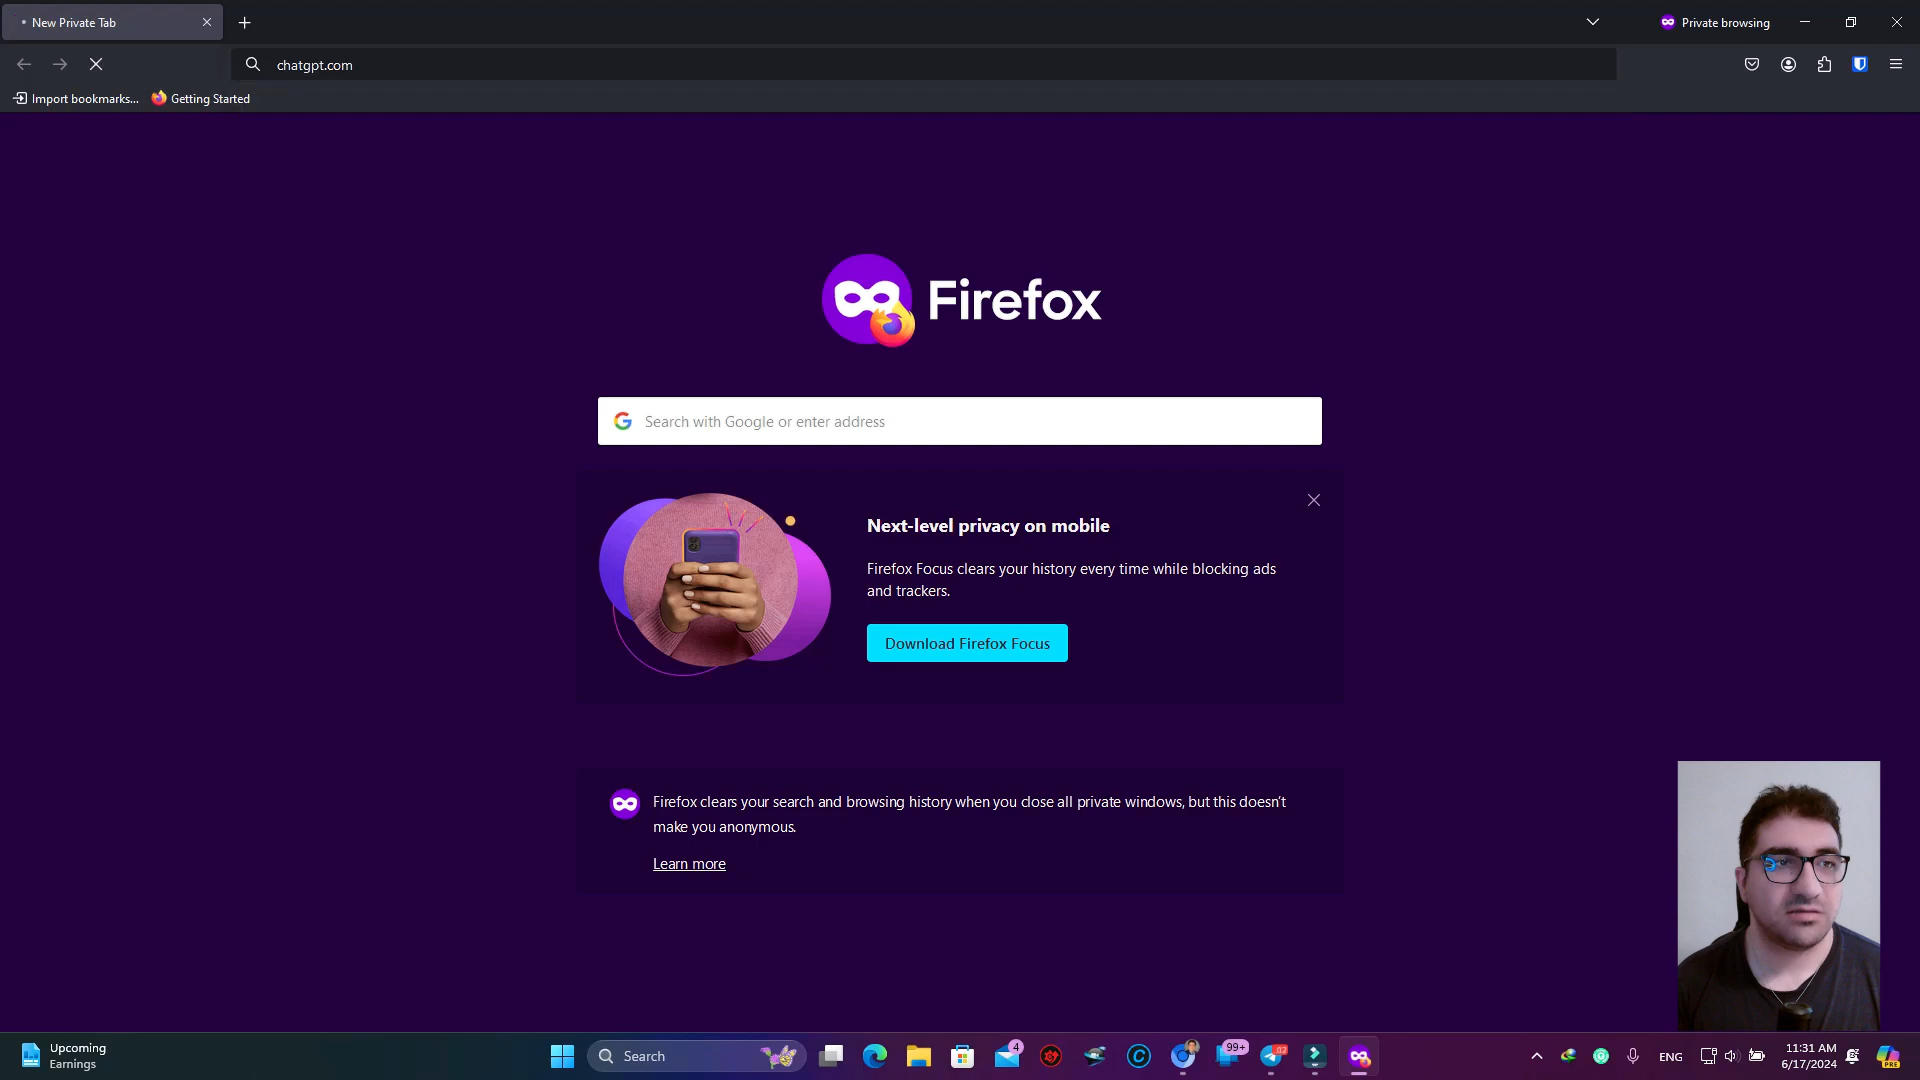 New Private Tab
Private browsing
chatgpt.com
Import bookmarks...
Getting Started
Firefox
Search with Google or enter address
Next-level privacy on mobile
Firefox Focus clears your history every time while blocking ads
and trackers.
Download Firefox Focus
Firefox clears your search and browsing history when you close all private windows, but this doesn't
make you anonymous.
Learn more
Upcoming
Earnings
Search
4
99+
ENG
11:31 AM
6/17/2024
PRE